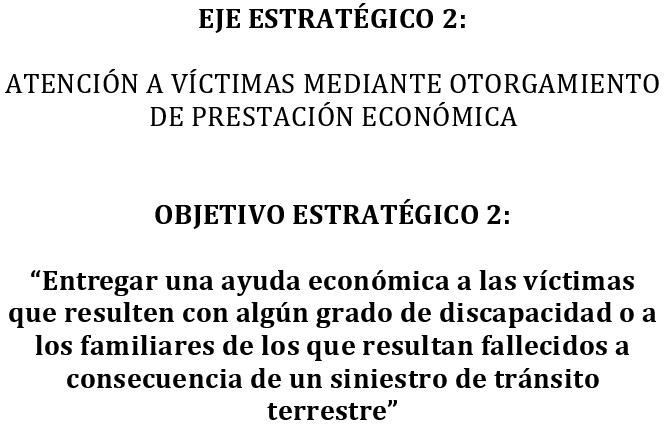 EJE ESTRATÉGICO 2:
ATENCIÓN A VÍCTIMAS MEDIANTE OTORGAMIENTO
DE PRESTACIÓN ECONÓMICA
OBJETIVO ESTRATÉGICO 2:
“Entregar una ayuda económica a las víctimas
que resulten con algún grado de discapacidad o a
los familiares de los que resultan fallecidos a
consecuencia de un siniestro de tránsito
terrestre”